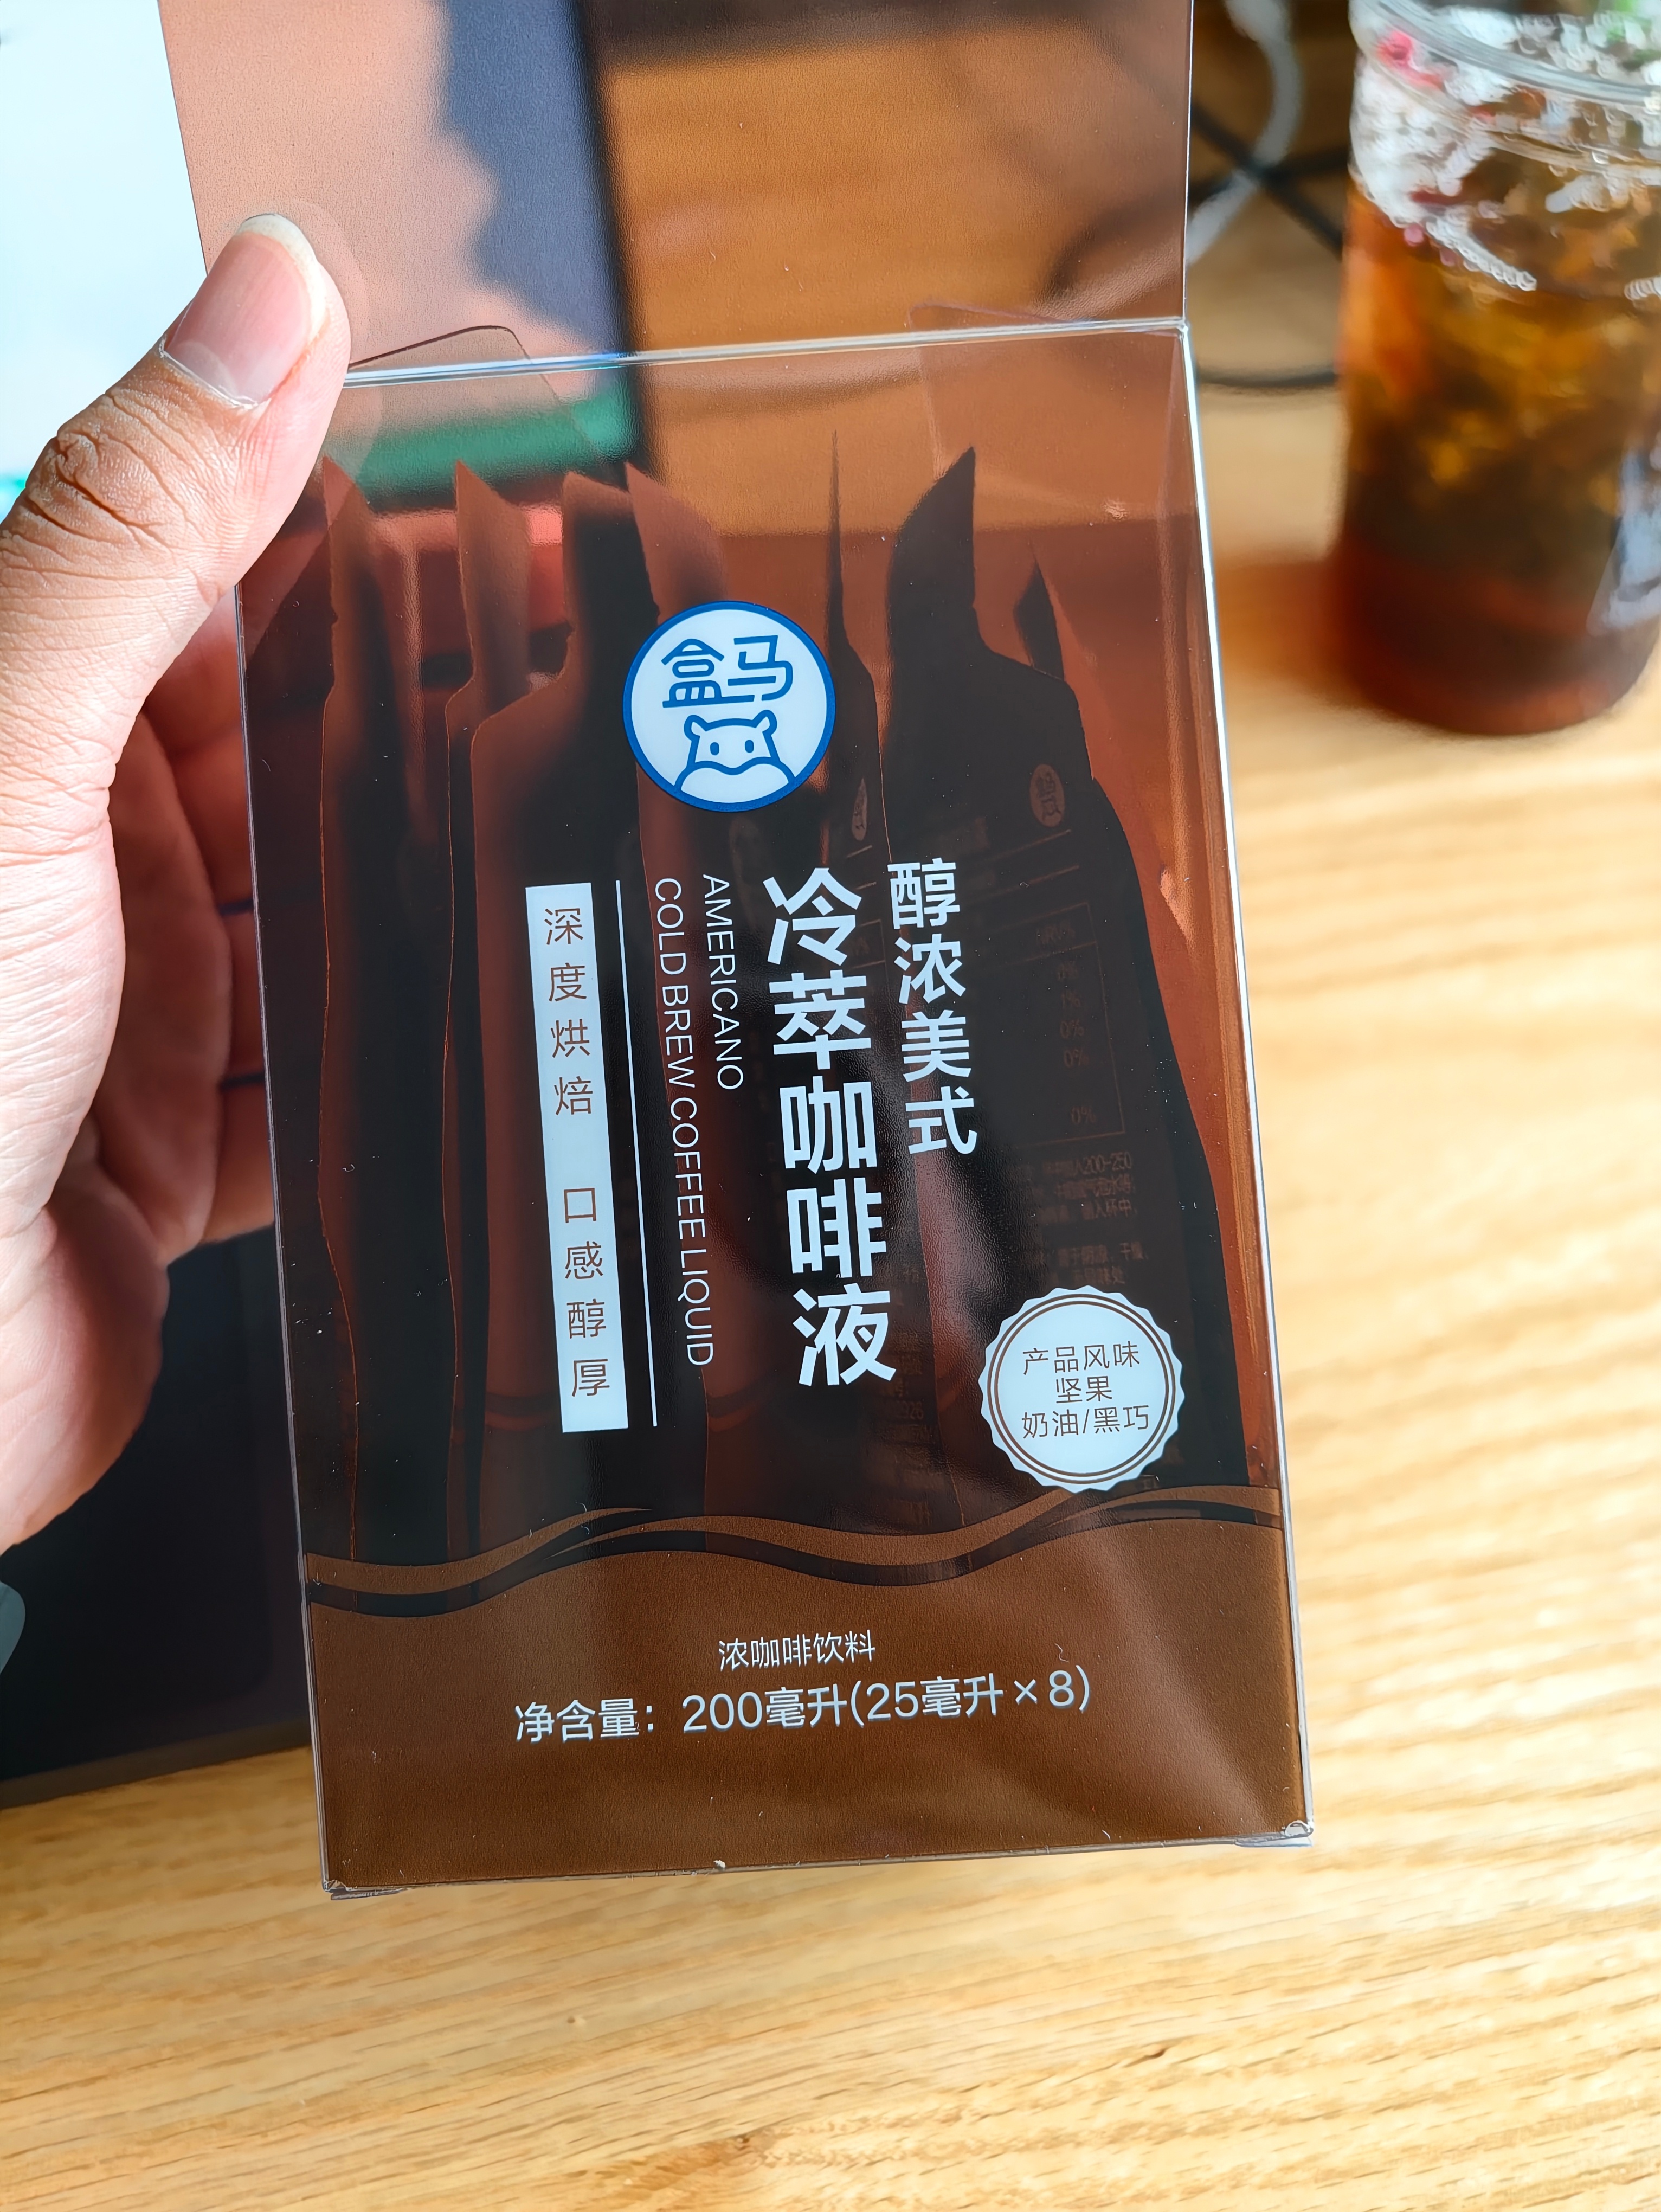 盒马
醇浓美式
冷萃咖啡液
AMERICANO
COLD BREW COFFEE LIQUID
深度烘焙 口感醇厚
产品风味
坚果
奶油/黑巧
浓咖啡饮料
净含量：200毫升(25毫升×8)